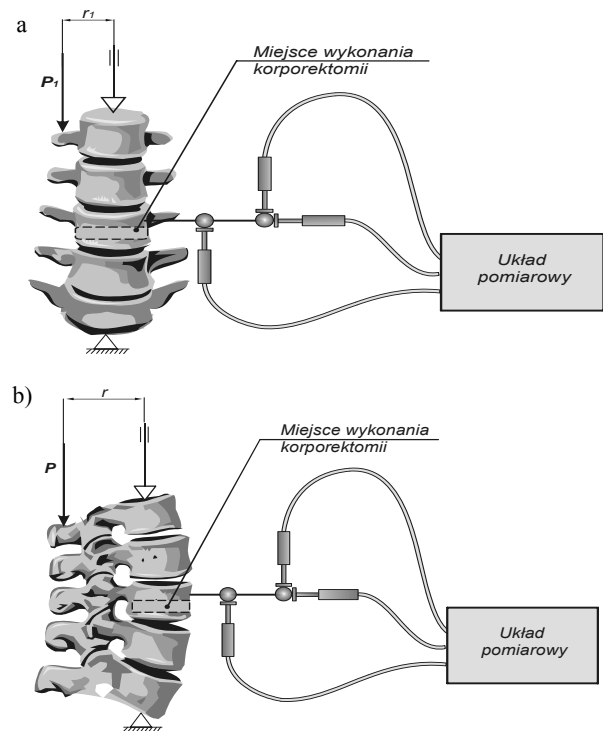 a
r1
P1
Miejsce wykonania
korporektomii
Układ
pomiarowy
b)
r
P
Miejsce wykonania
korporektomii
Układ
pomiarowy